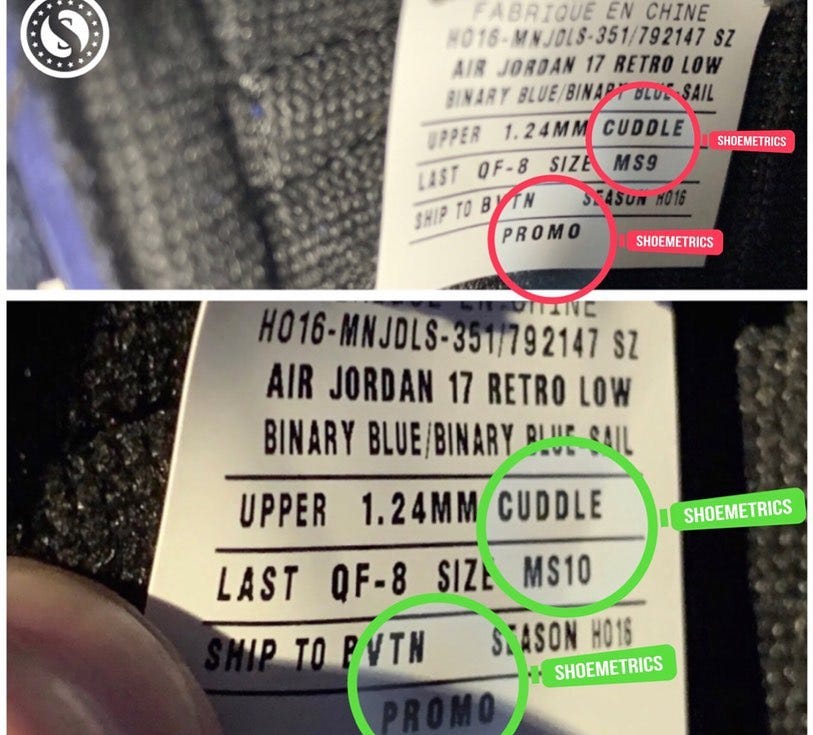 S
FABRIQUE EN CHINE
HO16-MNJDLS-351/792147 SZ
AIR JORDAN 17 RETRO LOW
BINARY BLUE/BINARY BLUE-SAIL
UPPER 1.24MM CUDDLE
SHOEMETRICS
LAST QF-8 SIZE MS9
SHIP TO BVTN SEASON HO16
PROMO
SHOEMETRICS
EN CHINE
HO16-MNJDLS-351/792147 SZ
AIR JORDAN 17 RETRO LOW
BINARY BLUE/BINARY BLUE-SAIL
UPPER 1.24MM CUDDLE
SHOEMETRICS
LAST QF-8 SIZE MS10
SHIP TO BVTN SEASON HO16
SHOEMETRICS
PROMO